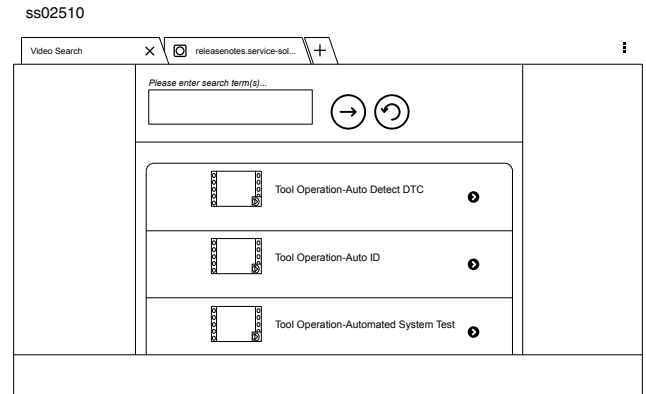 ss02510
Video Search
releasenotes.service-sol...
Please enter search term(s)...
Tool Operation-Auto Detect DTC
Tool Operation-Auto ID
Tool Operation-Automated System Test